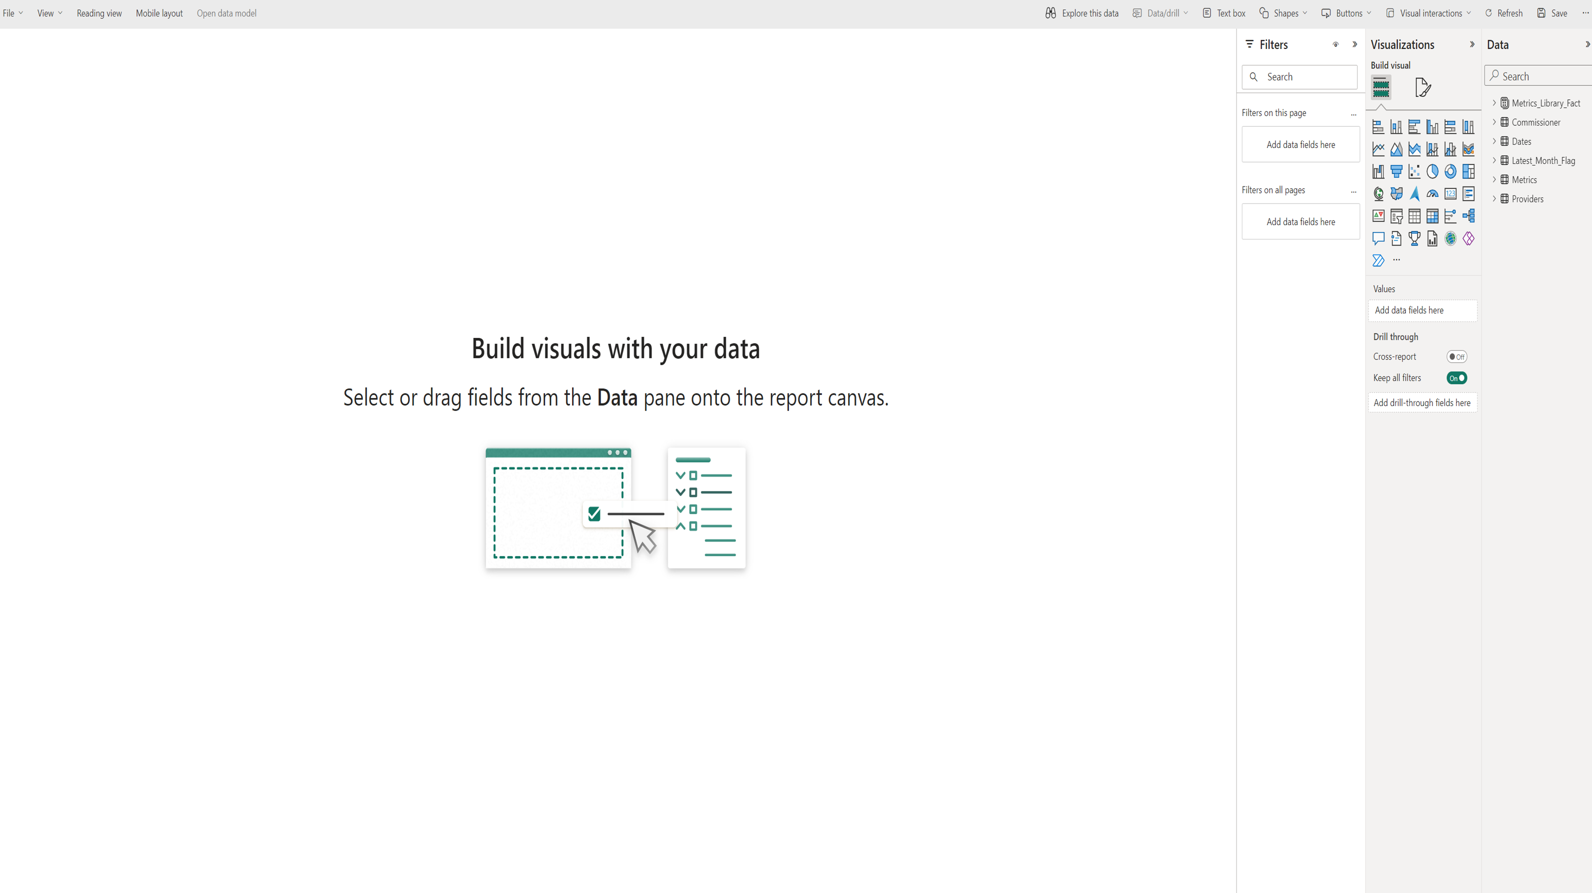 File View Reading view Mobile layout Open data model Explore this data Data/drill Text box Shapes Buttons Visual interactions Refresh Save ...
Build visuals with your data
Select or drag fields from the Data pane onto the report canvas.
Filters
Search
Filters on this page ...
Add data fields here
Filters on all pages ...
Add data fields here
Visualizations
Build visual
123
...
Values
Add data fields here
Drill through
Cross-report Off
Keep all filters On
Add drill-through fields here
Data
Search
Metrics_Library_Fact
Commissioner
Dates
Latest_Month_Flag
Metrics
Providers